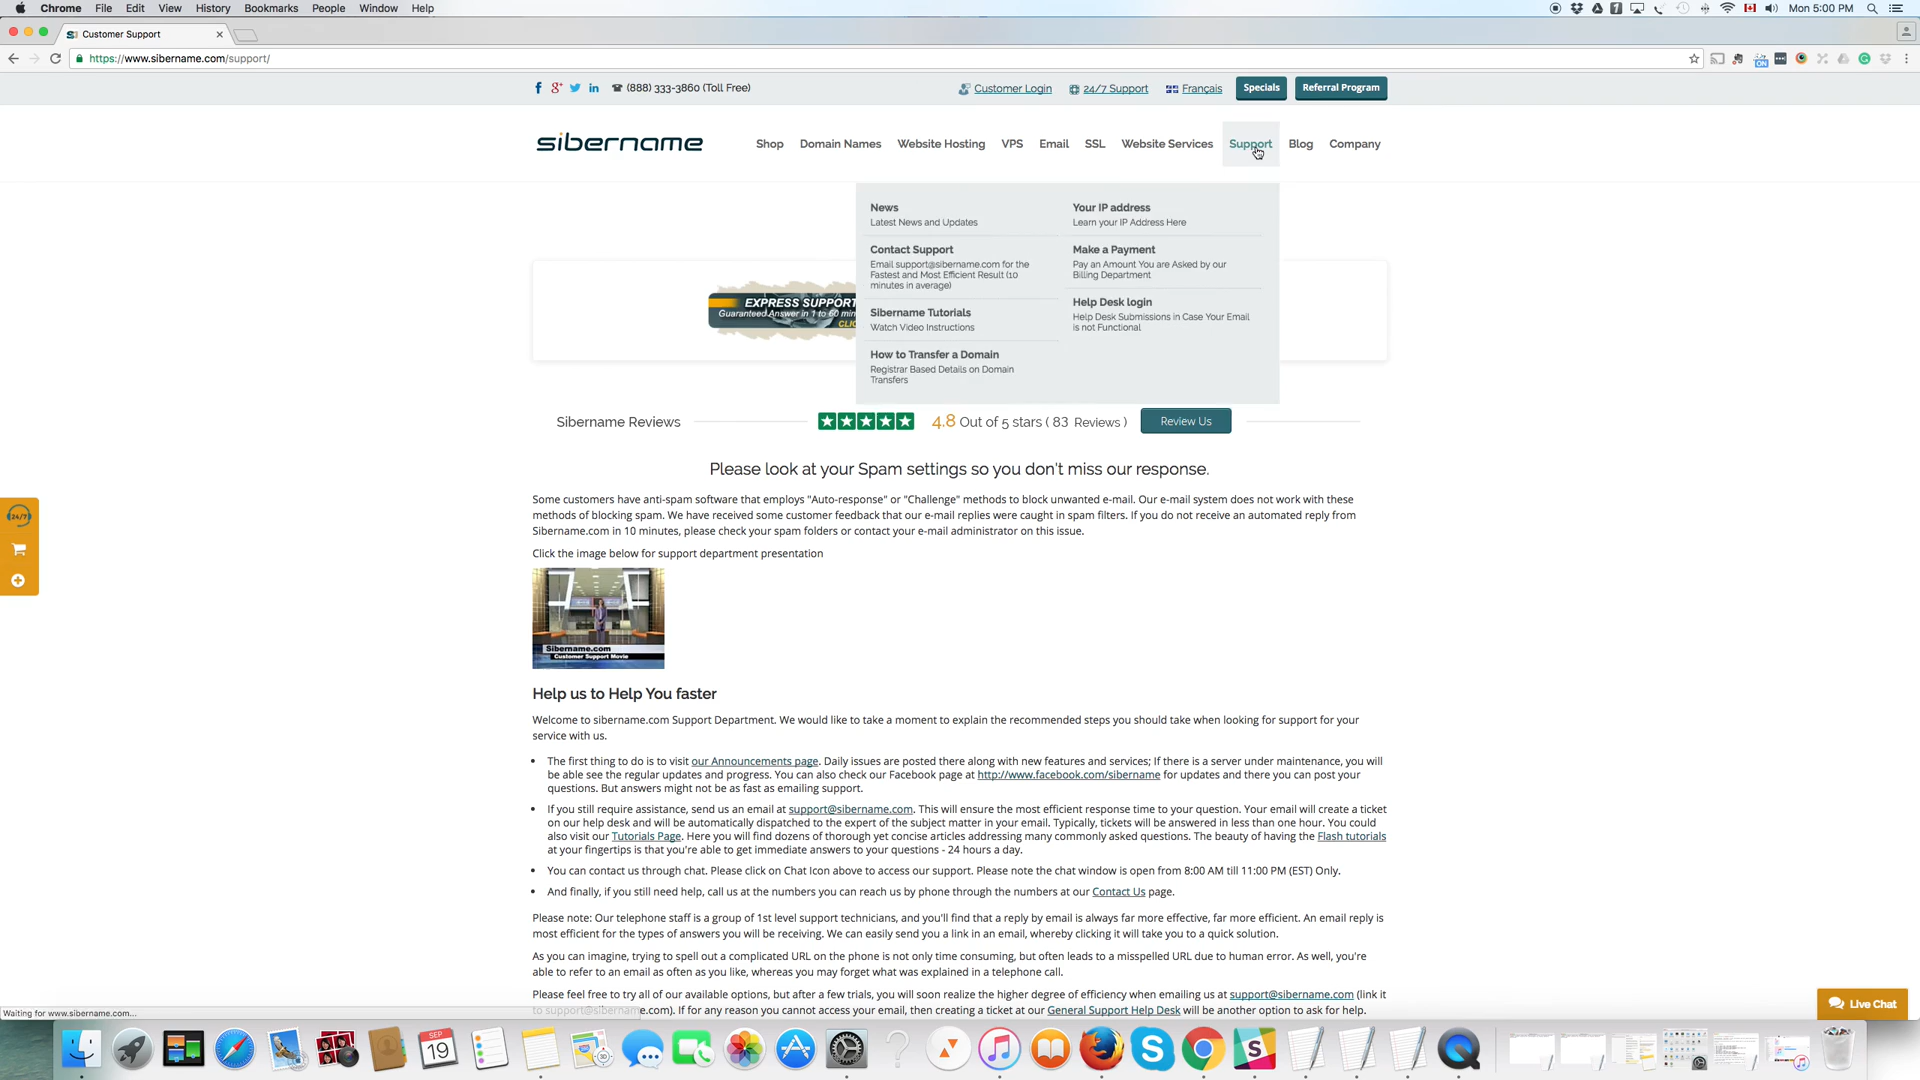 Chrome File Edit View History Bookmarks People Window Help
Mon 5:00 PM
Customer Support
https://www.sibername.com/support/
(888) 333-3860 (Toll Free)
Customer Login
24/7 Support
Français
Specials
Referral Program
sibername
Shop Domain Names Website Hosting VPS Email SSL Website Services Support Blog Company
News
Latest News and Updates
Contact Support
Email support@sibername.com for the
Fastest and Most Efficient Result (10
minutes in average)
Sibername Tutorials
Watch Video Instructions
How to Transfer a Domain
Registrar Based Details on Domain
Transfers
Your IP address
Learn your IP Address Here
Make a Payment
Pay an Amount You are Asked by our
Billing Department
Help Desk login
Help Desk Submissions in Case Your Email
is not Functional
EXPRESS SUPPORT
Guaranteed Answer in 1 to 60 min
CLIC
Sibername Reviews
4.8 Out of 5 stars ( 83 Reviews )
Review Us
Please look at your Spam settings so you don't miss our response.
Some customers have anti-spam software that employs "Auto-response" or "Challenge" methods to block unwanted e-mail. Our e-mail system does not work with these
methods of blocking spam. We have received some customer feedback that our e-mail replies were caught in spam filters. If you do not receive an automated reply from
Sibername.com in 10 minutes, please check your spam folders or contact your e-mail administrator on this issue.
Click the image below for support department presentation
Sibername.com
Customer Support Movie
24/7
Help us to Help You faster
Welcome to sibername.com Support Department. We would like to take a moment to explain the recommended steps you should take when looking for support for your
service with us.
The first thing to do is to visit our Announcements page. Daily issues are posted there along with new features and services; If there is a server under maintenance, you will
be able see the regular updates and progress. You can also check our Facebook page at http://www.facebook.com/sibername for updates and there you can post your
questions. But answers might not be as fast as emailing support.
If you still require assistance, send us an email at support@sibername.com. This will ensure the most efficient response time to your question. Your email will create a ticket
on our help desk and will be automatically dispatched to the expert of the subject matter in your email. Typically, tickets will be answered in less than one hour. You could
also visit our Tutorials Page. Here you will find dozens of thorough yet concise articles addressing many commonly asked questions. The beauty of having the Flash tutorials
at your fingertips is that you're able to get immediate answers to your questions - 24 hours a day.
You can contact us through chat. Please click on Chat Icon above to access our support. Please note the chat window is open from 8:00 AM till 11:00 PM (EST) Only.
And finally, if you still need help, call us at the numbers you can reach us by phone through the numbers at our Contact Us page.
Please note: Our telephone staff is a group of 1st level support technicians, and you'll find that a reply by email is always far more effective, far more efficient. An email reply is
most efficient for the types of answers you will be receiving. We can easily send you a link in an email, whereby clicking it will take you to a quick solution.
As you can imagine, trying to spell out a complicated URL on the phone is not only time consuming, but often leads to a misspelled URL due to human error. As well, you're
able to refer to an email as often as you like, whereas you may forget what was explained in a telephone call.
Please feel free to try all of our available options, but after a few trials, you will soon realize the higher degree of efficiency when emailing us at support@sibername.com (link it
to support@sibername.com). If for any reason you cannot access your email, then creating a ticket at our General Support Help Desk will be another option to ask for help.
Waiting for www.sibername.com...
Live Chat
SEP
19